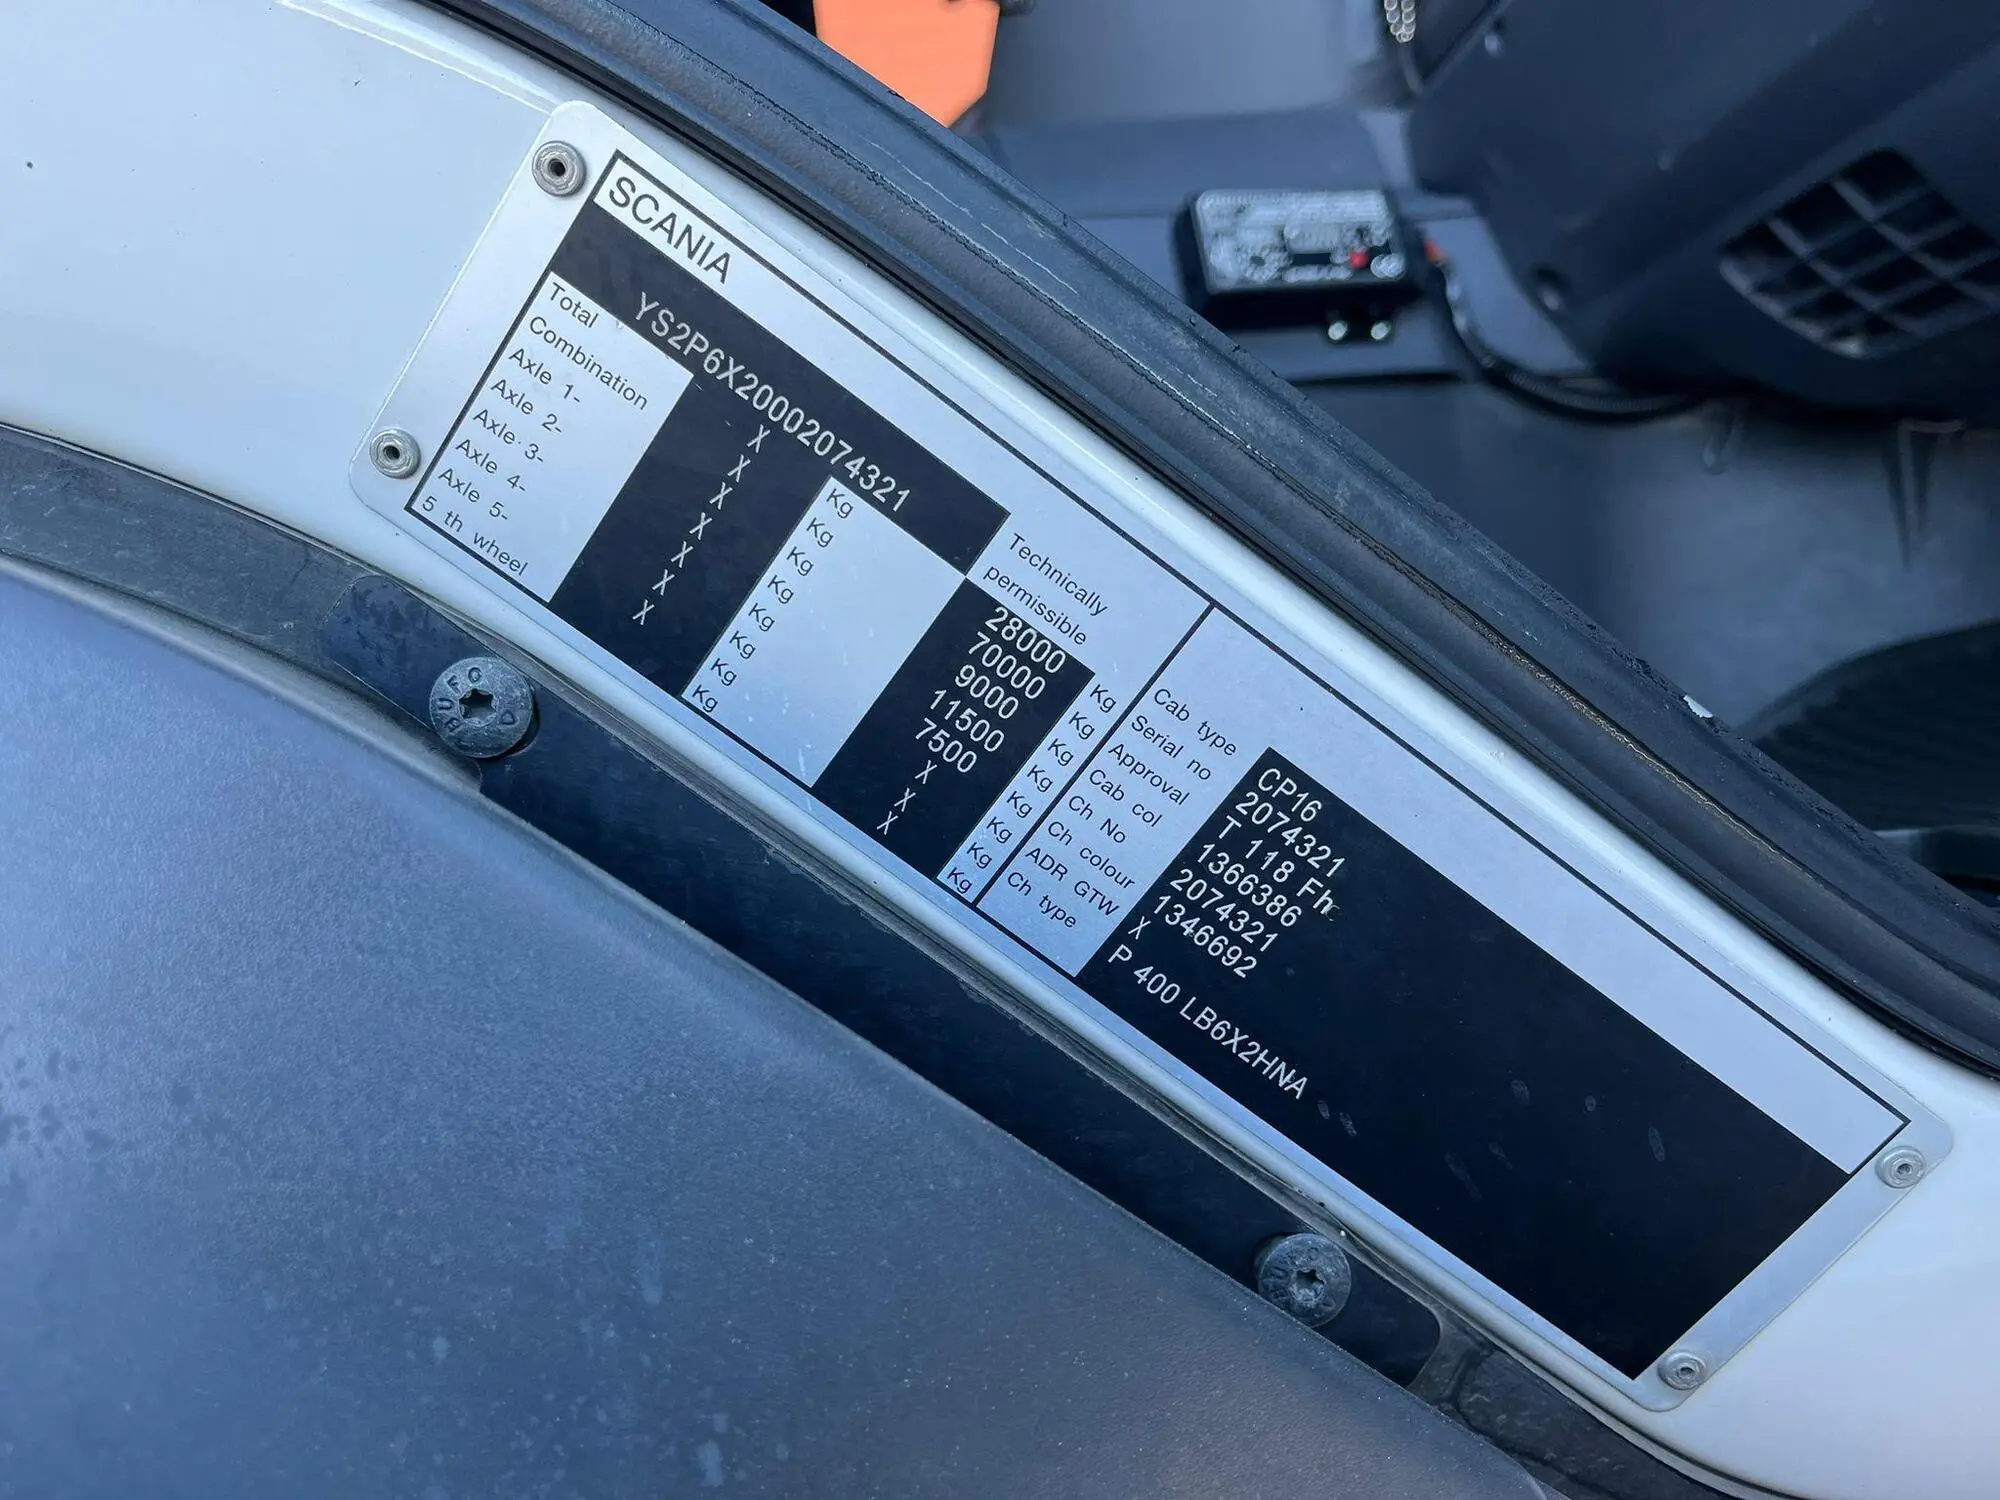 SCANIA
YS2P6X20002074321
Technically
permissible
Total X Kg 28000 Kg
Combination X Kg 70000 Kg
Axle 1- X Kg 9000 Kg
Axle 2- X Kg 11500 Kg
Axle 3- X Kg 7500 Kg
Axle 4- X Kg X Kg
Axle 5- X Kg X Kg
5 th wheel Kg X Kg
Cab type CP16
Serial no 2074321
Approval T 118 Fh
Cab col 1366386
Ch No 2074321
Ch colour 1346692
ADR GTW X
Ch type P 400 LB6X2HNA
BUFO